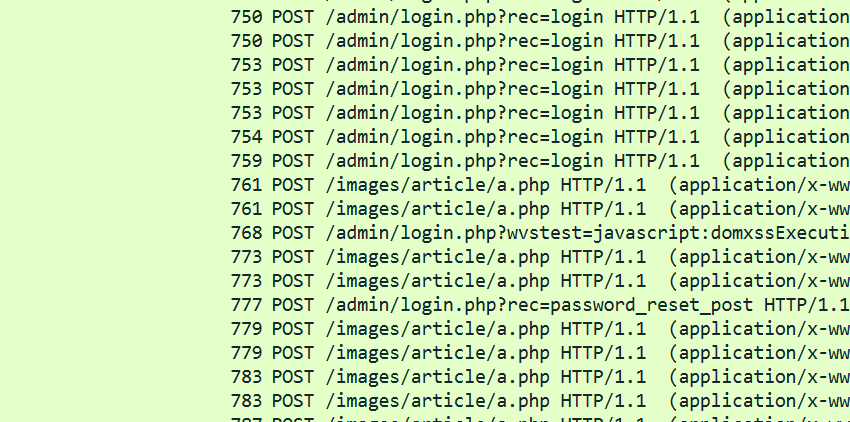 750 POST /admin/login.php?rec=login HTTP/1.1 (application
750 POST /admin/login.php?rec=login HTTP/1.1 (application
753 POST /admin/login.php?rec=login HTTP/1.1 (application
753 POST /admin/login.php?rec=login HTTP/1.1 (application
753 POST /admin/login.php?rec=login HTTP/1.1 (application
754 POST /admin/login.php?rec=login HTTP/1.1 (application
759 POST /admin/login.php?rec=login HTTP/1.1 (application
761 POST /images/article/a.php HTTP/1.1 (application/x-ww
761 POST /images/article/a.php HTTP/1.1 (application/x-ww
768 POST /admin/login.php?wvstest=javascript:domxssExecuti
773 POST /images/article/a.php HTTP/1.1 (application/x-ww
773 POST /images/article/a.php HTTP/1.1 (application/x-ww
777 POST /admin/login.php?rec=password_reset_post HTTP/1.1
779 POST /images/article/a.php HTTP/1.1 (application/x-ww
779 POST /images/article/a.php HTTP/1.1 (application/x-ww
783 POST /images/article/a.php HTTP/1.1 (application/x-ww
783 POST /images/article/a.php HTTP/1.1 (application/x-ww